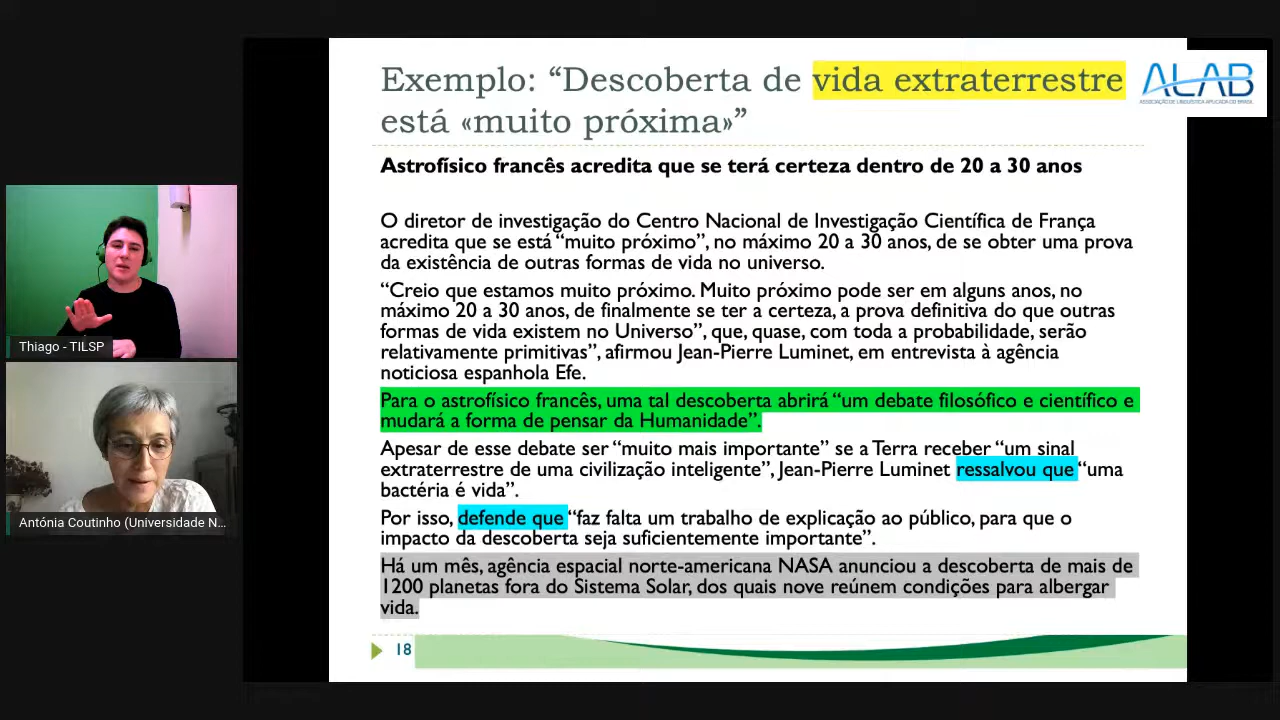 Exemplo: “Descoberta de vida extraterrestre
está «muito próxima»”
ALAB
ASSOCIAÇÃO DE LINGUÍSTICA APLICADA DO BRASIL
Astrofísico francês acredita que se terá certeza dentro de 20 a 30 anos
O diretor de investigação do Centro Nacional de Investigação Científica de França
acredita que se está “muito próximo”, no máximo 20 a 30 anos, de se obter uma prova
da existência de outras formas de vida no universo.
“Creio que estamos muito próximo. Muito próximo pode ser em alguns anos, no
máximo 20 a 30 anos, de finalmente se ter a certeza, a prova definitiva do que outras
formas de vida existem no Universo”, que, quase, com toda a probabilidade, serão
relativamente primitivas”, afirmou Jean-Pierre Luminet, em entrevista à agência
noticiosa espanhola Efe.
Para o astrofísico francês, uma tal descoberta abrirá “um debate filosófico e científico e
mudará a forma de pensar da Humanidade”.
Apesar de esse debate ser “muito mais importante” se a Terra receber “um sinal
extraterrestre de uma civilização inteligente”, Jean-Pierre Luminet ressalvou que “uma
bactéria é vida”.
Por isso, defende que “faz falta um trabalho de explicação ao público, para que o
impacto da descoberta seja suficientemente importante”.
Há um mês, agência espacial norte-americana NASA anunciou a descoberta de mais de
1200 planetas fora do Sistema Solar, dos quais nove reúnem condições para albergar
vida.
18
Thiago - TILSP
Antónia Coutinho (Universidade N...